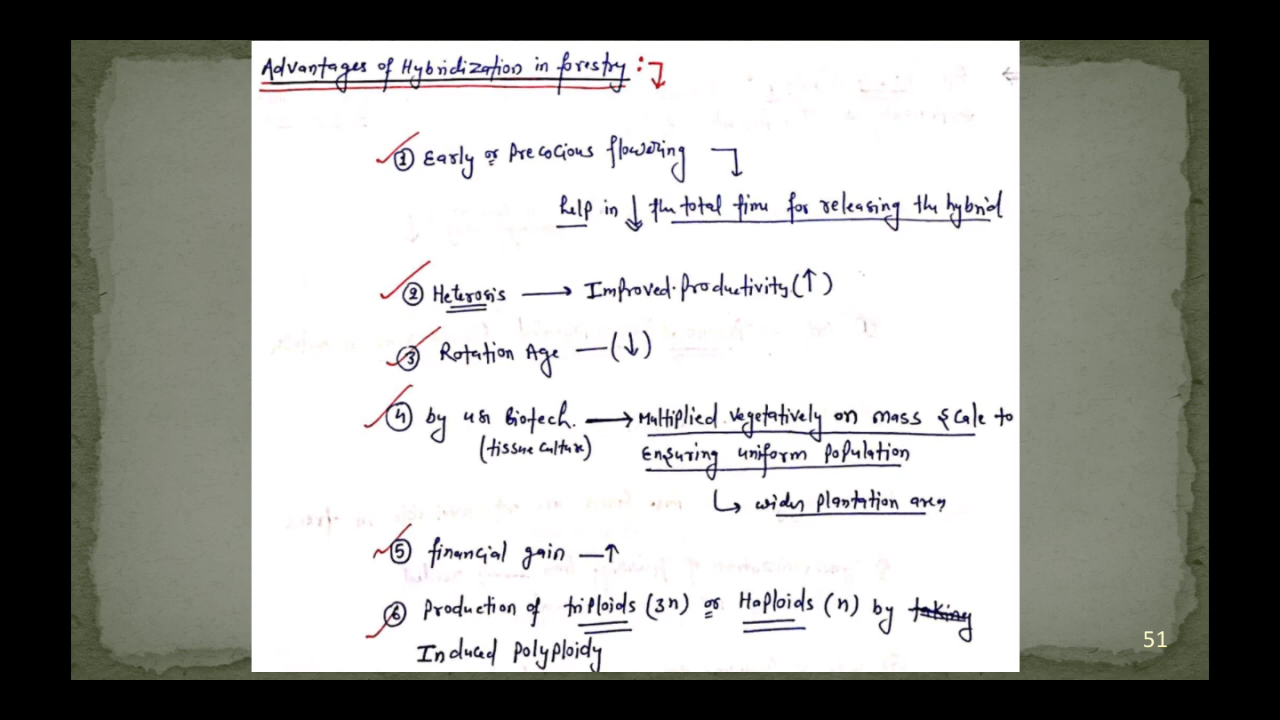 Advantages of Hybridization in forestry :↴
① Early or Precocious flowering ↴
help in ↓ the total time for releasing the hybrid
② Heterosis → Improved productivity (↑)
③ Rotation Age — (↓)
④ by use Biotech. → Multiplied vegetatively on mass scale to
(tissue culture) Ensuring uniform population
↳ wider plantation area
⑤ financial gain — ↑
⑥ Production of triploids (3n) or Haploids (n) by taking
Induced polyploidy
51